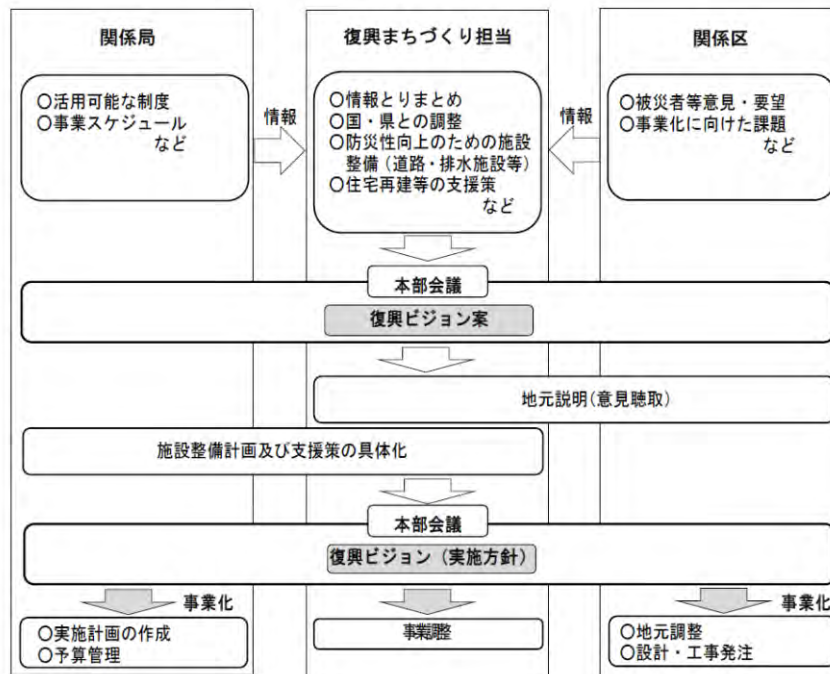 関係局
復興まちづくり担当
関係区
○活用可能な制度
○事業スケジュール
など
情報
○情報とりまとめ
○国・県との調整
○防災性向上のための施設
整備（道路・排水施設等）
○住宅再建等の支援策
など
情報
○被災者等意見・要望
○事業化に向けた課題
など
本部会議
復興ビジョン案
地元説明(意見聴取)
施設整備計画及び支援策の具体化
本部会議
復興ビジョン（実施方針）
事業化
事業化
○実施計画の作成
○予算管理
事業調整
○地元調整
○設計・工事発注